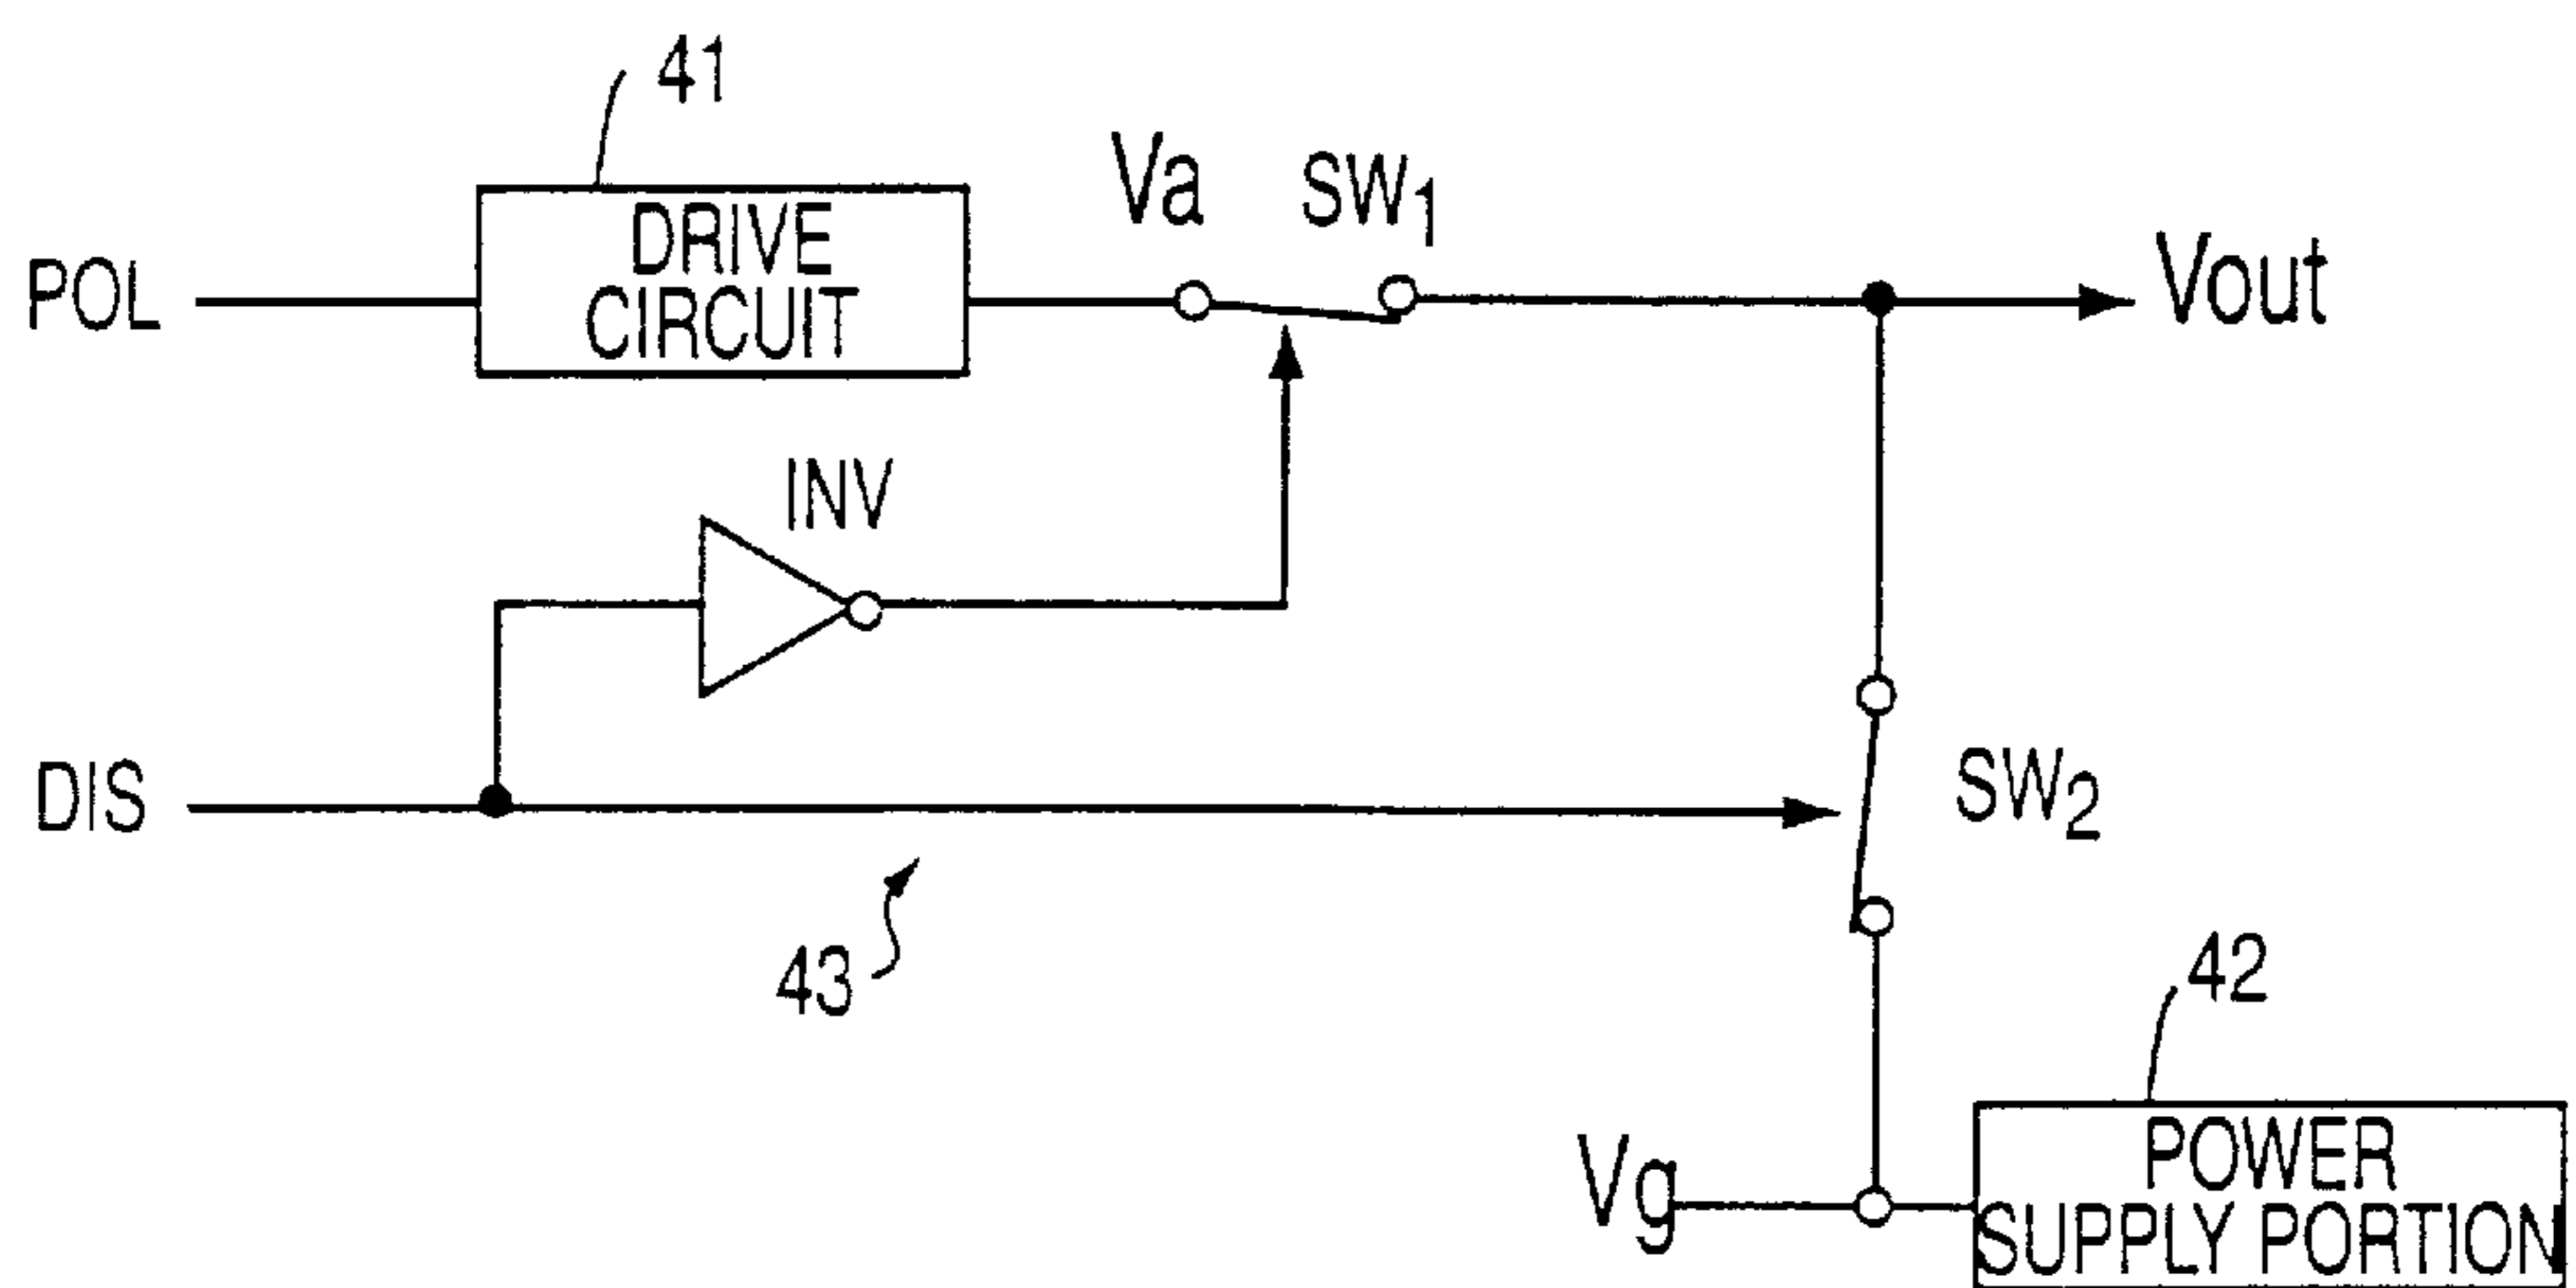 41
DRIVE
CIRCUIT
POL
Va
SW1
Vout
INV
DIS
SW2
43
42
Vg
POWER
SUPPLY PORTION